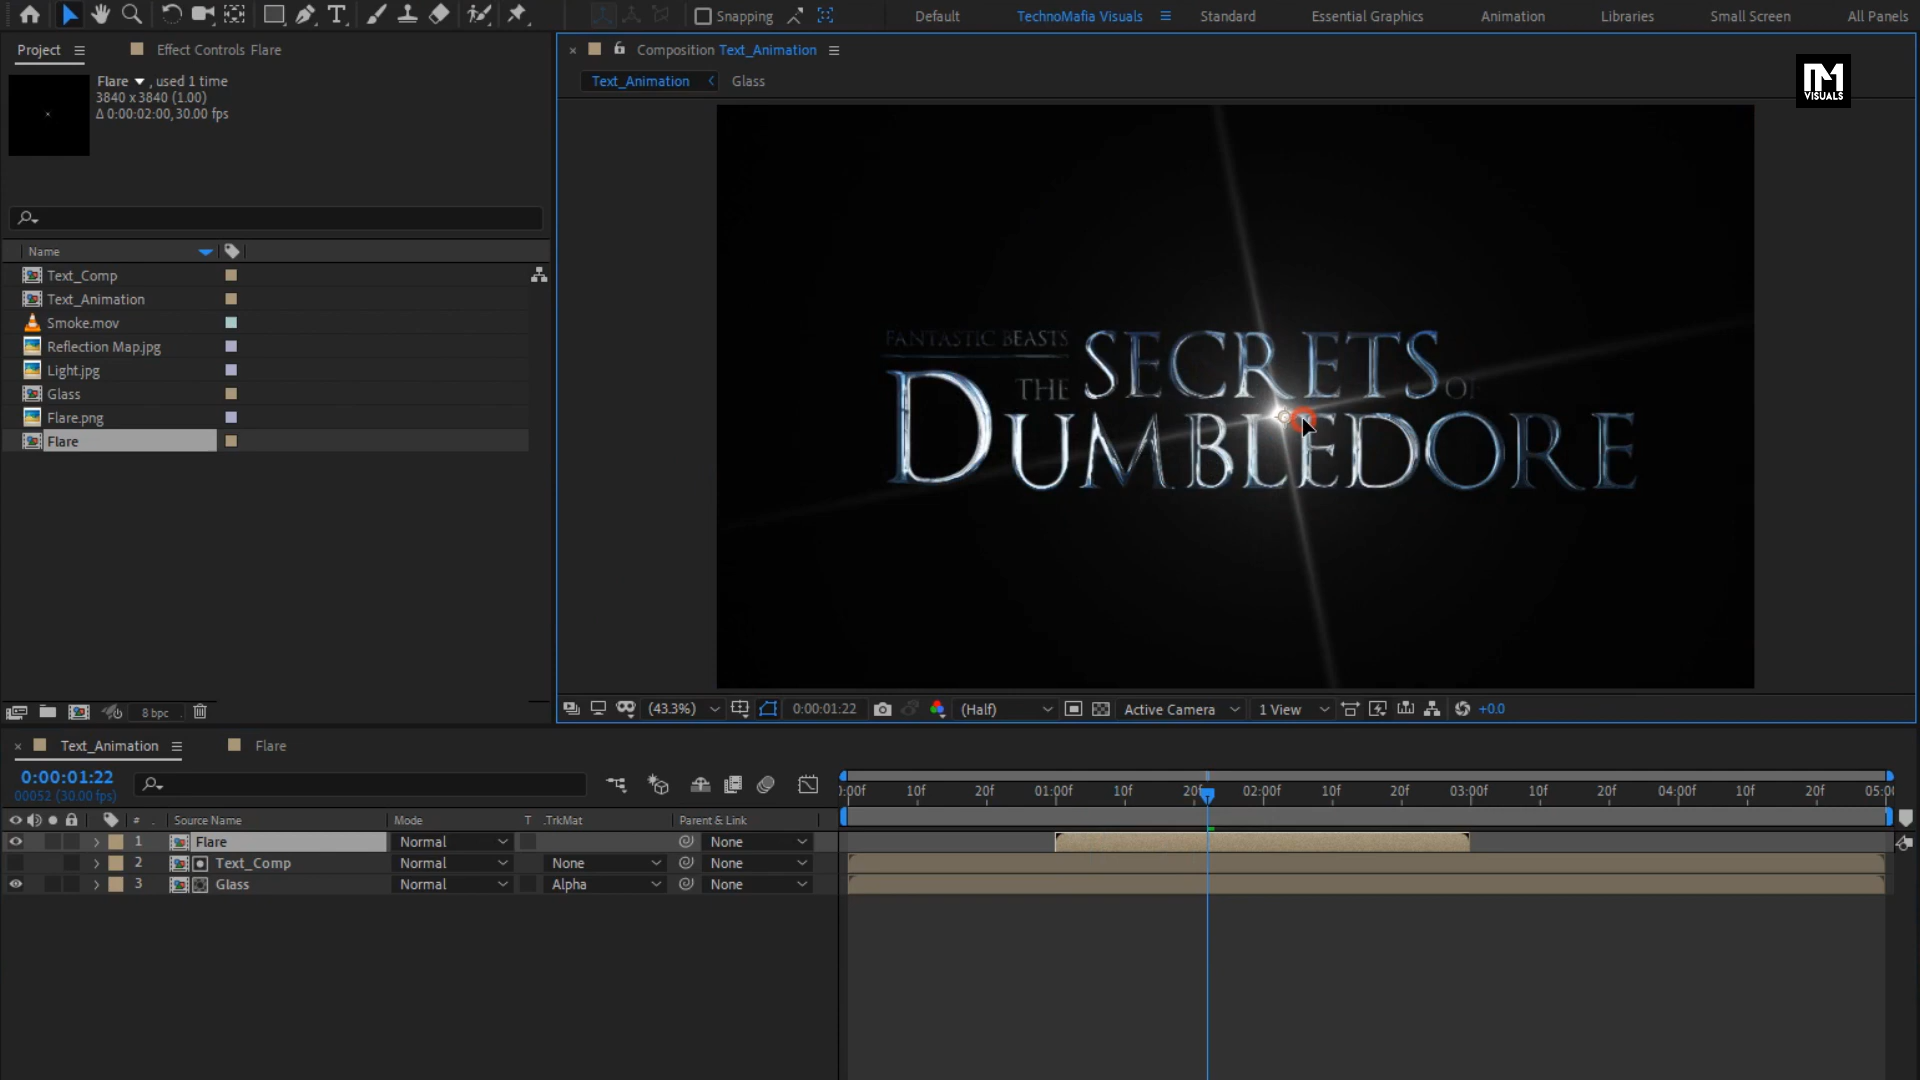 Snapping
Default
TechnoMafia Visuals
Standard
Essential Graphics
Animation
Libraries
Small Screen
All Panels
Project
Effect Controls Flare
Composition Text_Animation
Flare , used 1 time
3840 x 3840 (1.00)
Δ 0:00:02:00, 30.00 fps
Text_Animation
Glass
VISUALS
Name
Text_Comp
Text_Animation
Smoke.mov
Reflection Map.jpg
Light.jpg
Glass
Flare.png
Flare
FANTASTIC BEASTS
THE SECRETS OF
DUMBLEDORE
8 bpc
(43.3%)
0:00:01:22
(Half)
Active Camera
1 View
+0.0
Text_Animation
Flare
0:00:01:22
00052 (30.00 fps)
:00f 10f 20f 01:00f 10f 20f 02:00f 10f 20f 03:00f 10f 20f 04:00f 10f 20f 05:00
# Source Name Mode T .TrkMat Parent & Link
1 Flare Normal None
2 Text_Comp Normal None None
3 Glass Normal Alpha None